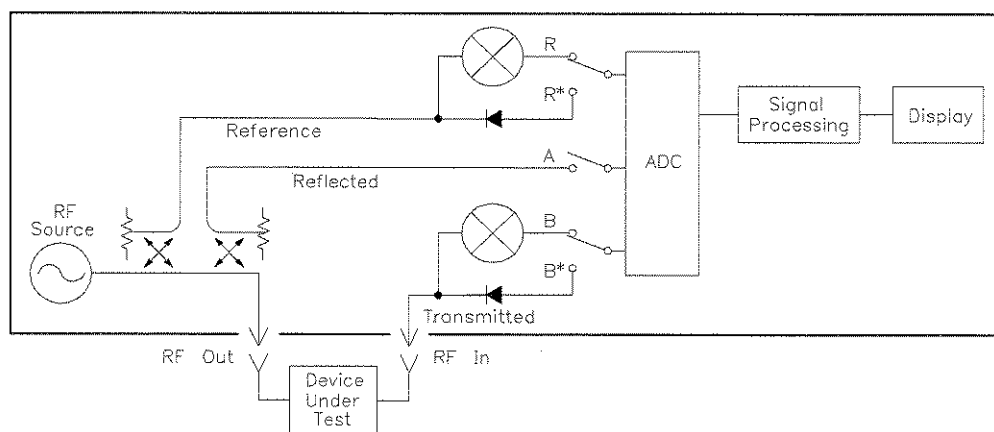 R
R*
Reference
A
Reflected
ADC
Signal
Processing
Display
RF
Source
B
B*
Transmitted
RF Out
RF In
Device
Under
Test